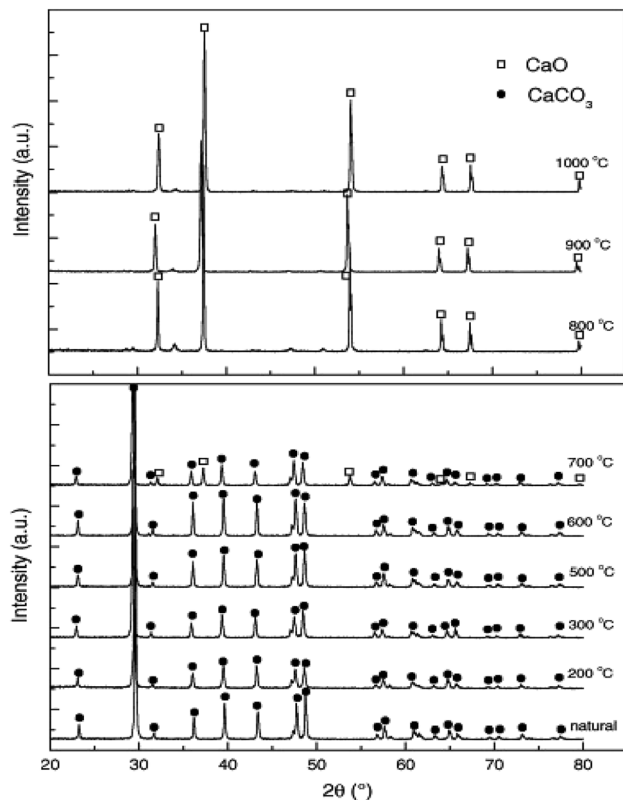 Intensity (a.u.)
CaO
CaCO3
1000 °C
900 °C
800 °C
Intensity (a.u.)
700 °C
600 °C
500 °C
300 °C
200 °C
natural
20 30 40 50 60 70 80
2θ (°)